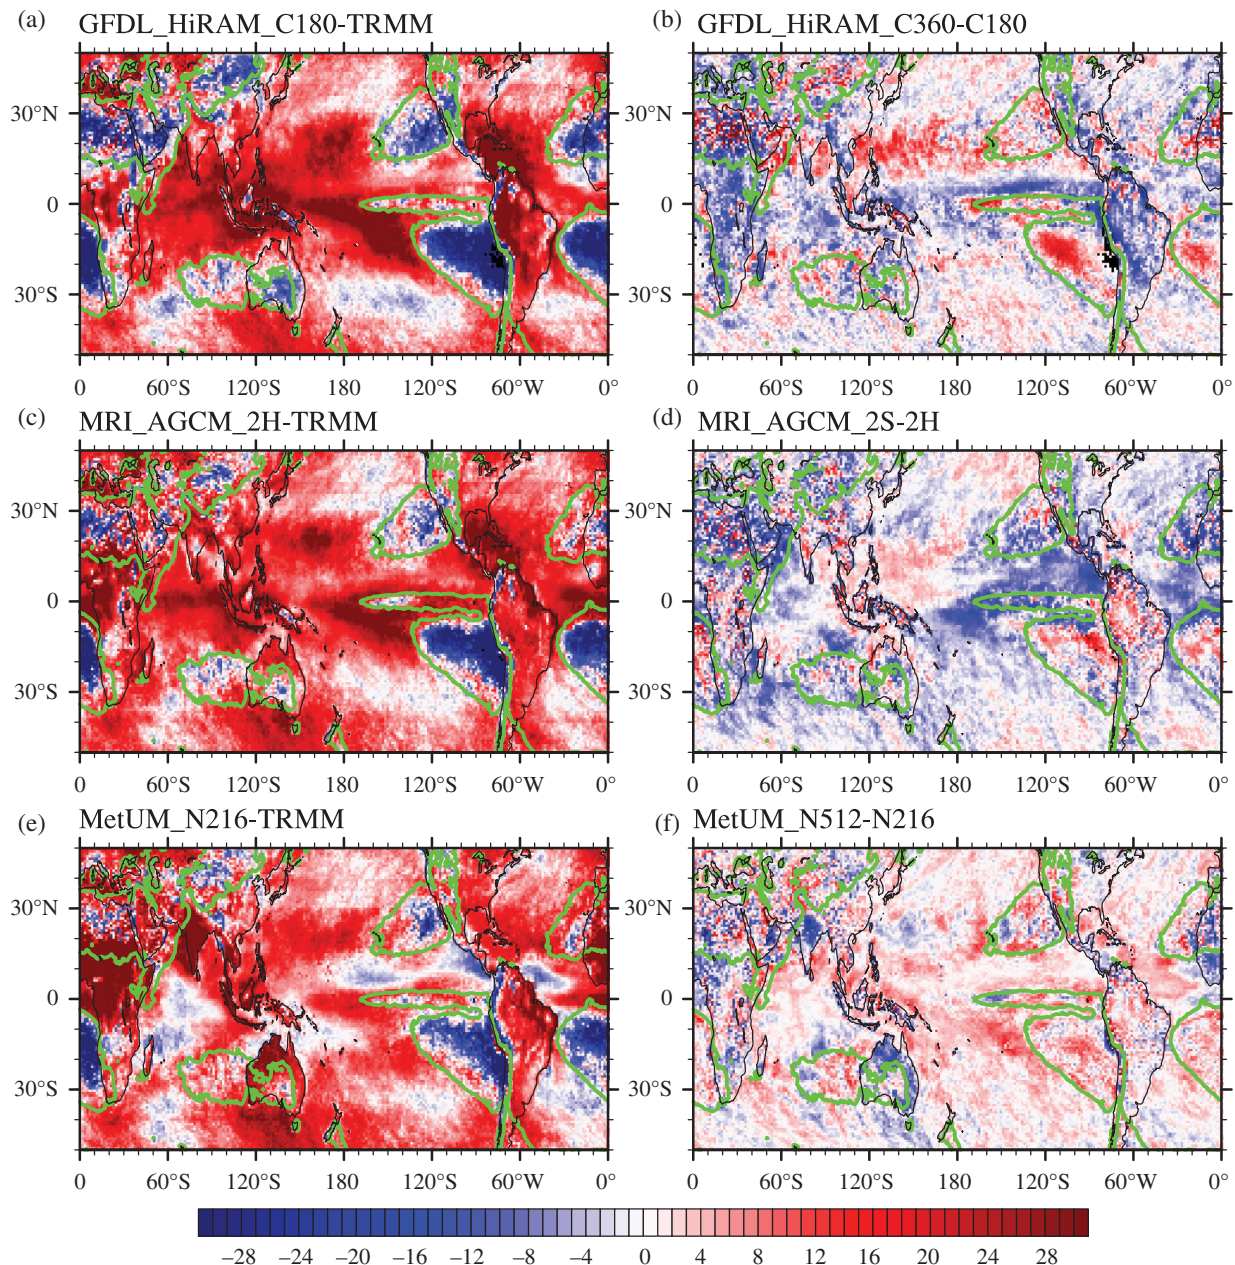 (a) GFDL_HiRAM_C180-TRMM
(b) GFDL_HiRAM_C360-C180
30°N
0
30°S
0 60°S 120°S 180 120°W 60°W 0°
30°N
0
30°S
0 60°S 120°S 180 120°W 60°W 0°
(c) MRI_AGCM_2H-TRMM
(d) MRI_AGCM_2S-2H
30°N
0
30°S
0 60°S 120°S 180 120°W 60°W 0°
30°N
0
30°S
0 60°S 120°S 180 120°W 60°W 0°
(e) MetUM_N216-TRMM
(f) MetUM_N512-N216
30°N
0
30°S
0 60°S 120°S 180 120°W 60°W 0°
30°N
0
30°S
0 60°S 120°S 180 120°W 60°W 0°
−28 −24 −20 −16 −12 −8 −4 0 4 8 12 16 20 24 28